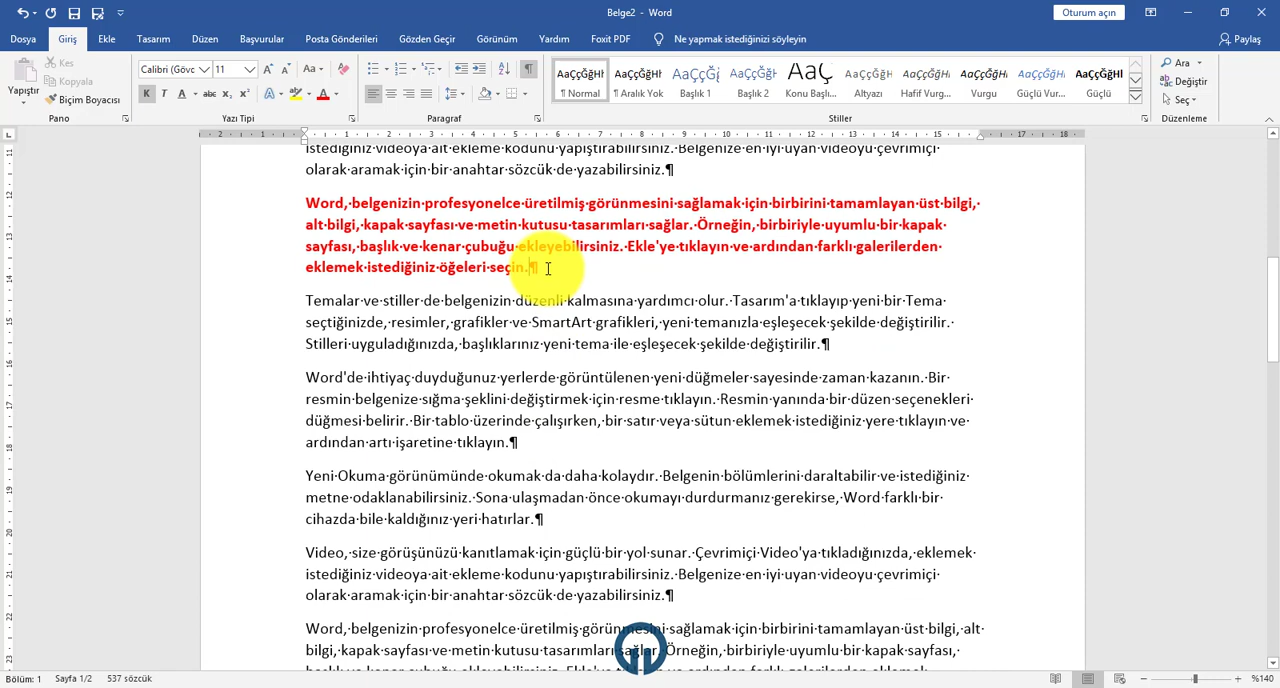 Belge2 - Word
Oturum açın
Dosya Giriş Ekle Tasarım Düzen Başvurular Posta Gönderileri Gözden Geçir Görünüm Yardım Foxit PDF Ne yapmak istediğinizi söyleyin Paylaş
Yapıştır
Kes
Kopyala
Biçim Boyacısı
Pano
Calibri (Gövc 11
K T A abc x₂ x² A A
Yazı Tipi
Paragraf
AaÇçĞğHl AaÇçĞğHl AaÇçĞğ AaÇçĞğH AaÇ AaÇçĞğH AaÇçĞğHı AaÇçĞğHı AaÇçĞğHı AaÇçĞğHl
¶ Normal ¶ Aralık Yok Başlık 1 Başlık 2 Konu Başlı... Altyazı Hafif Vurg... Vurgu Güçlü Vur... Güçlü
Stiller
Ara
Değiştir
Seç
Düzenleme
istediğiniz·videoya·ait·ekleme·kodunu·yapıştırabilirsiniz.·Belgenize·en·iyi·uyan·videoyu·çevrimiçi·
olarak·aramak·için·bir·anahtar·sözcük·de·yazabilirsiniz.¶
Word,·belgenizin·profesyonelce·üretilmiş·görünmesini·sağlamak·için·birbirini·tamamlayan·üst·bilgi,·
alt·bilgi,·kapak·sayfası·ve·metin·kutusu·tasarımları·sağlar.·Örneğin,·birbiriyle·uyumlu·bir·kapak·
sayfası,·başlık·ve·kenar·çubuğu·ekleyebilirsiniz.·Ekle'ye·tıklayın·ve·ardından·farklı·galerilerden·
eklemek·istediğiniz·öğeleri·seçin.¶
Temalar·ve·stiller·de·belgenizin·düzenli·kalmasına·yardımcı·olur.·Tasarım'a·tıklayıp·yeni·bir·Tema·
seçtiğinizde,·resimler,·grafikler·ve·SmartArt·grafikleri,·yeni·temanızla·eşleşecek·şekilde·değiştirilir.·
Stilleri·uyguladığınızda,·başlıklarınız·yeni·tema·ile·eşleşecek·şekilde·değiştirilir.¶
Word'de·ihtiyaç·duyduğunuz·yerlerde·görüntülenen·yeni·düğmeler·sayesinde·zaman·kazanın.·Bir·
resmin·belgenize·sığma·şeklini·değiştirmek·için·resme·tıklayın.·Resmin·yanında·bir·düzen·seçenekleri·
düğmesi·belirir.·Bir·tablo·üzerinde·çalışırken,·bir·satır·veya·sütun·eklemek·istediğiniz·yere·tıklayın·ve·
ardından·artı·işaretine·tıklayın.¶
Yeni·Okuma·görünümünde·okumak·da·daha·kolaydır.·Belgenin·bölümlerini·daraltabilir·ve·istediğiniz·
metne·odaklanabilirsiniz.·Sona·ulaşmadan·önce·okumayı·durdurmanız·gerekirse,·Word·farklı·bir·
cihazda·bile·kaldığınız·yeri·hatırlar.¶
Video,·size·görüşünüzü·kanıtlamak·için·güçlü·bir·yol·sunar.·Çevrimiçi·Video'ya·tıkladığınızda,·eklemek·
istediğiniz·videoya·ait·ekleme·kodunu·yapıştırabilirsiniz.·Belgenize·en·iyi·uyan·videoyu·çevrimiçi·
olarak·aramak·için·bir·anahtar·sözcük·de·yazabilirsiniz.¶
Word,·belgenizin·profesyonelce·üretilmiş·görünmesini·sağlamak·için·birbirini·tamamlayan·üst·bilgi,·alt·
bilgi,·kapak·sayfası·ve·metin·kutusu·tasarımları·sağlar.·Örneğin,·birbiriyle·uyumlu·bir·kapak·sayfası,·
Bölüm: 1 Sayfa 1/2 537 sözcük %140